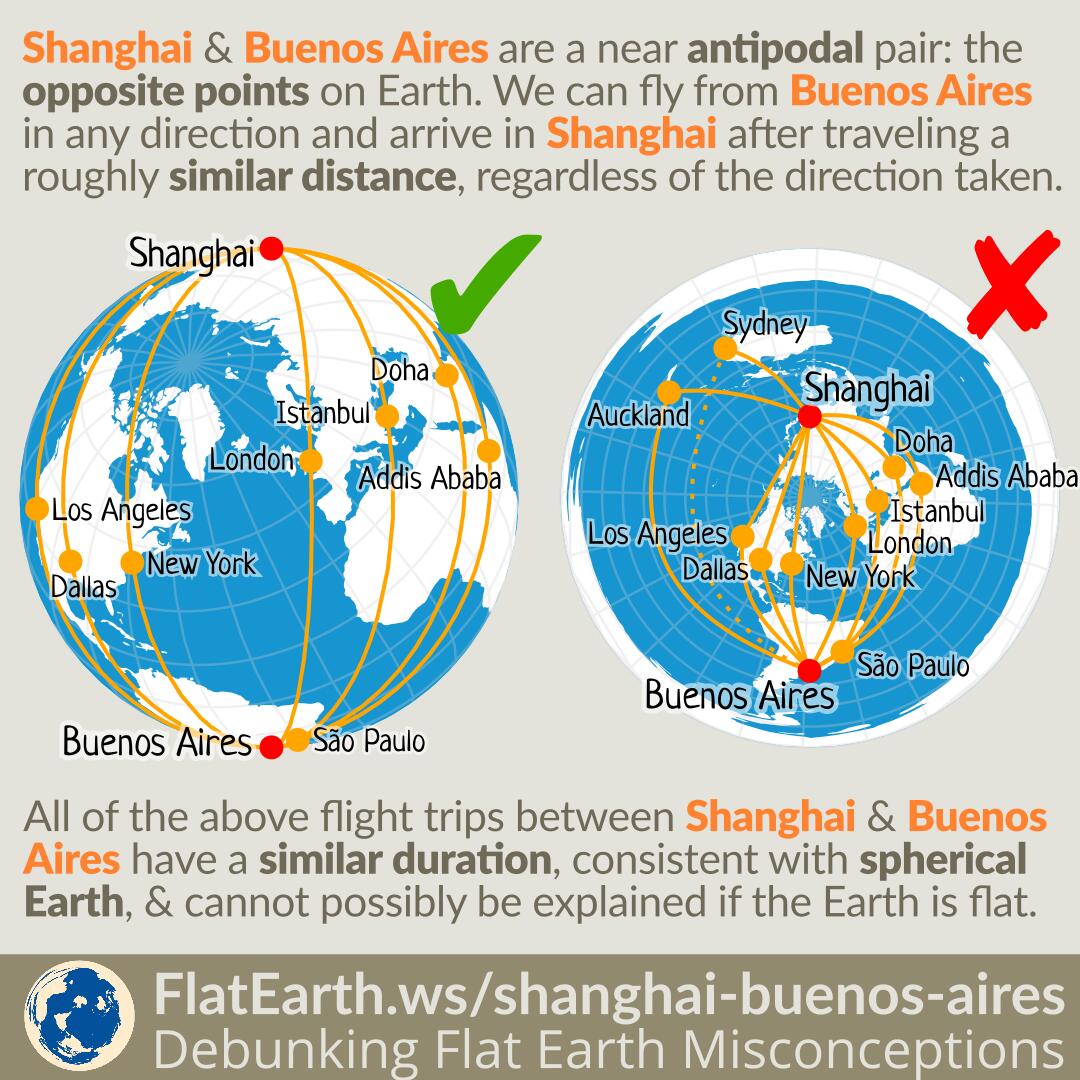 Shanghai & Buenos Aires are a near antipodal pair: the
opposite points on Earth. We can fly from Buenos Aires
in any direction and arrive in Shanghai after traveling a
roughly similar distance, regardless of the direction taken.
Shanghai
Doha
Istanbul
London
Addis Ababa
Los Angeles
New York
Dallas
Buenos Aires
São Paulo
Sydney
Shanghai
Auckland
Doha
Addis Ababa
Istanbul
Los Angeles
London
Dallas
New York
São Paulo
Buenos Aires
All of the above flight trips between Shanghai & Buenos
Aires have a similar duration, consistent with spherical
Earth, & cannot possibly be explained if the Earth is flat.
FlatEarth.ws/shanghai-buenos-aires
Debunking Flat Earth Misconceptions